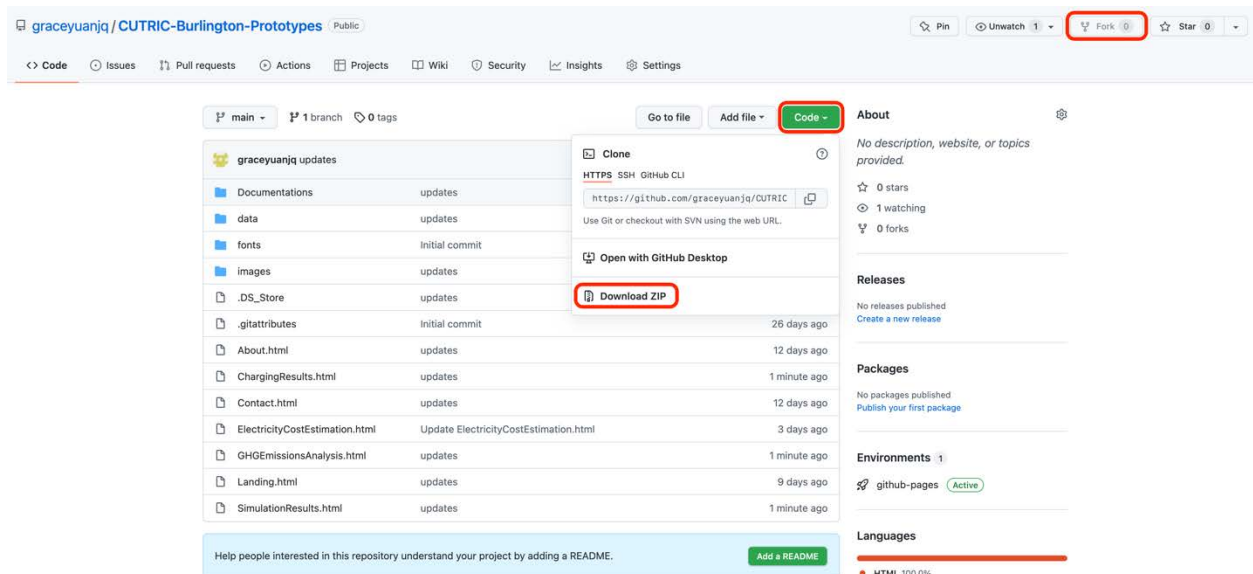 graceyuanjq / CUTRIC-Burlington-Prototypes Public
Pin Unwatch 1 Fork 0 Star 0
<> Code Issues Pull requests Actions Projects Wiki Security Insights Settings
main 1 branch 0 tags Go to file Add file Code
graceyuanjq updates
Documentations updates
data updates
fonts Initial commit
images updates
.DS_Store updates
.gitattributes Initial commit 26 days ago
About.html updates 12 days ago
ChargingResults.html updates 1 minute ago
Contact.html updates 12 days ago
ElectricityCostEstimation.html Update ElectricityCostEstimation.html 3 days ago
GHGEmissionsAnalysis.html updates 1 minute ago
Landing.html updates 9 days ago
SimulationResults.html updates 1 minute ago
Help people interested in this repository understand your project by adding a README. Add a README
Clone
HTTPS SSH GitHub CLI
https://github.com/graceyuanjq/CUTRIC
Use Git or checkout with SVN using the web URL.
Open with GitHub Desktop
Download ZIP
About
No description, website, or topics
provided.
0 stars
1 watching
0 forks
Releases
No releases published
Create a new release
Packages
No packages published
Publish your first package
Environments 1
github-pages Active
Languages
HTML 100.0%